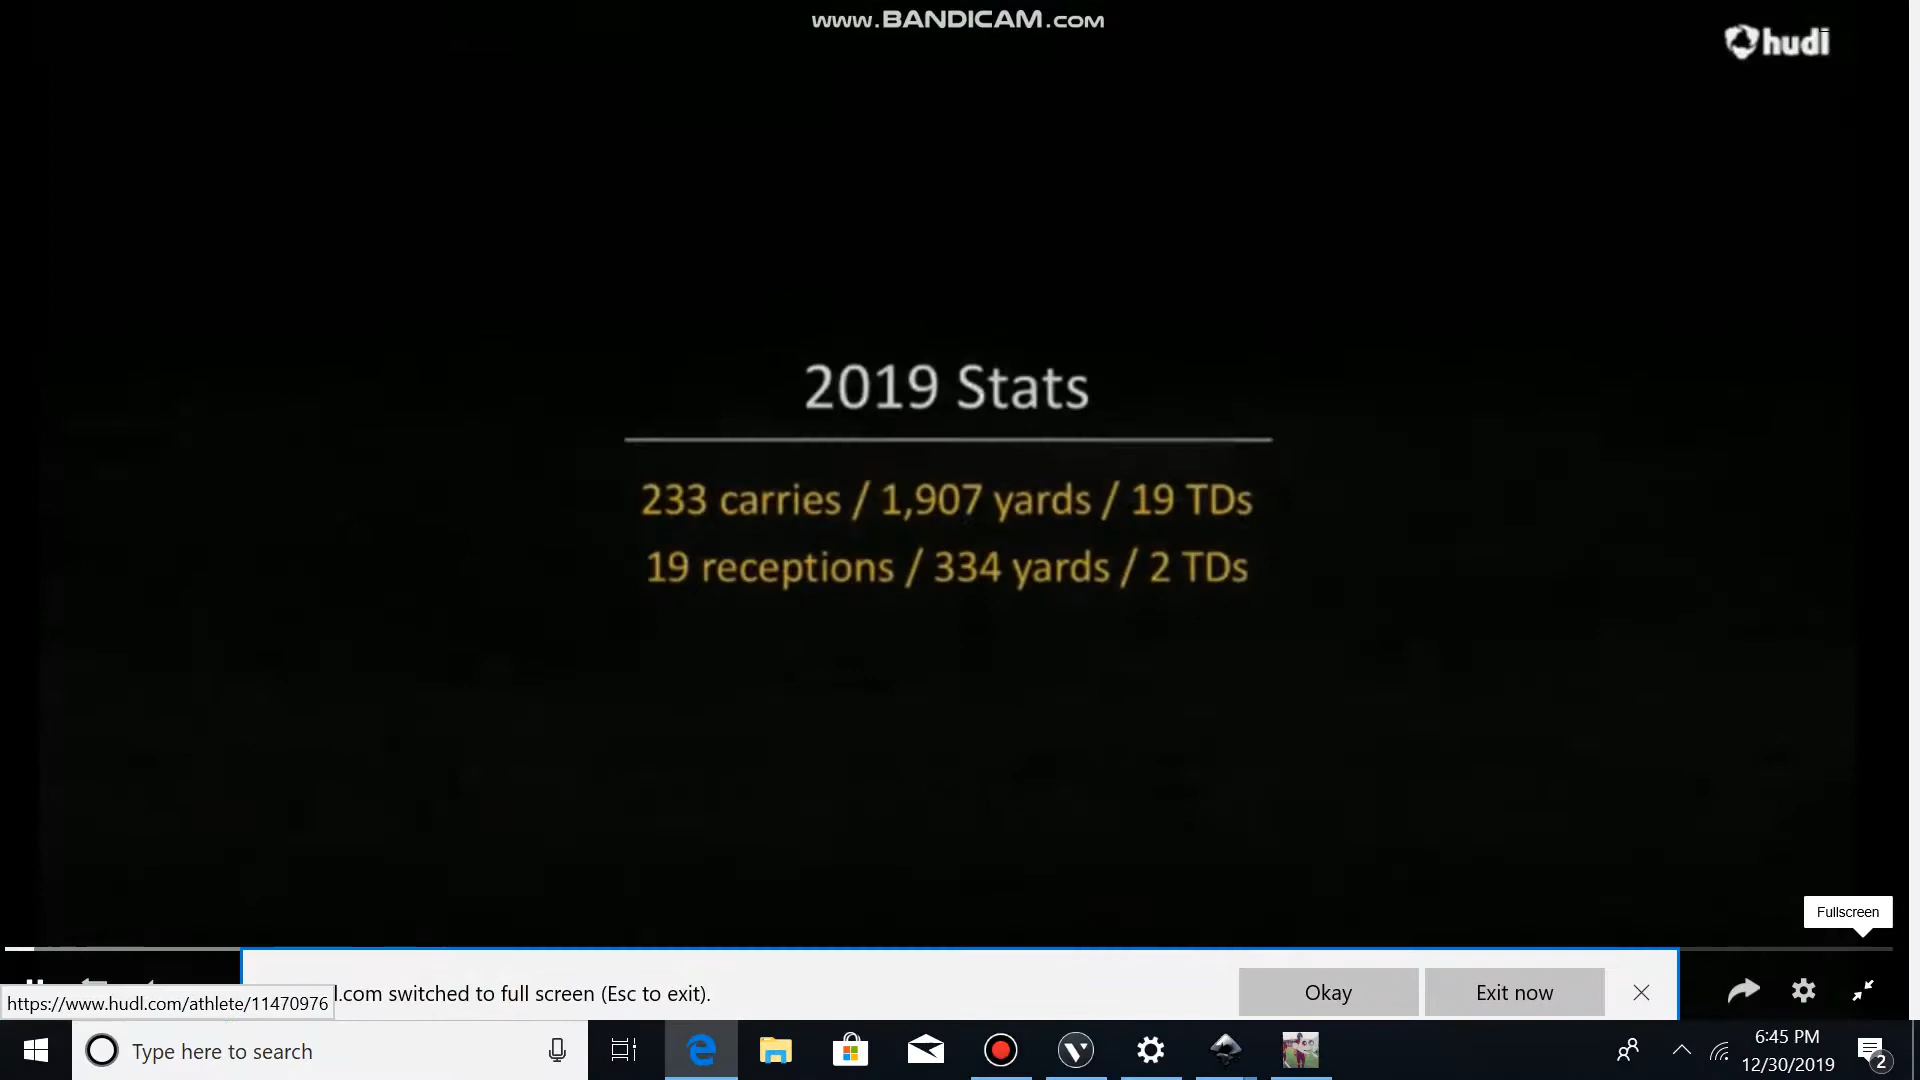 www.BANDICAM.com
hudl
2019 Stats
233 carries / 1,907 yards / 19 TDs
19 receptions / 334 yards / 2 TDs
Fullscreen
l.com switched to full screen (Esc to exit).
Okay
Exit now
https://www.hudl.com/athlete/11470976
Type here to search
6:45 PM
12/30/2019
2